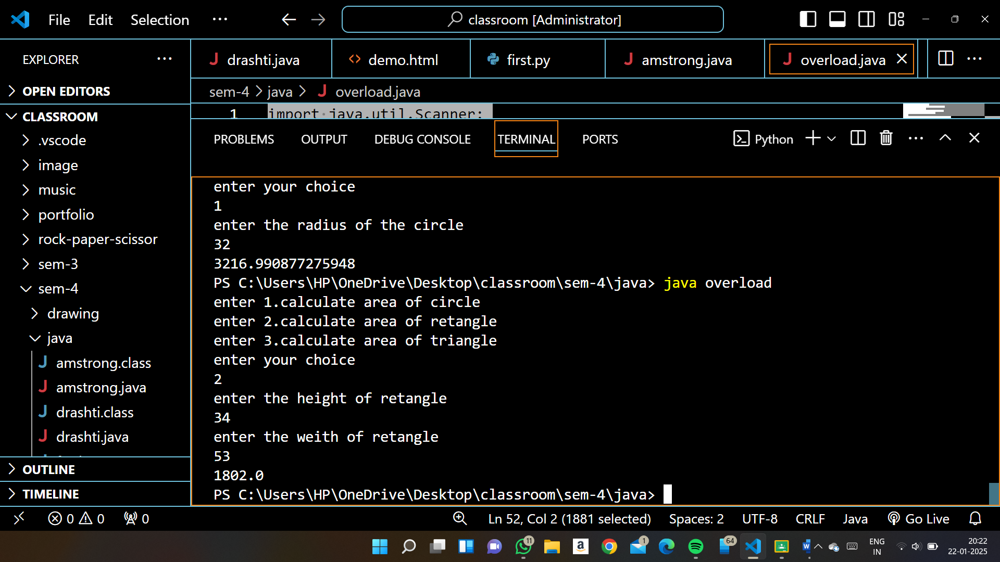 File Edit Selection ··· classroom [Administrator]
EXPLORER ···
drashti.java demo.html first.py amstrong.java overload.java
OPEN EDITORS
sem-4 > java > overload.java
CLASSROOM
1 import java.util.Scanner;
.vscode
image
music
portfolio
rock-paper-scissor
sem-3
sem-4
drawing
java
amstrong.class
amstrong.java
drashti.class
drashti.java
OUTLINE
TIMELINE
PROBLEMS OUTPUT DEBUG CONSOLE TERMINAL PORTS Python
enter your choice
1
enter the radius of the circle
32
3216.990877275948
PS C:\Users\HP\OneDrive\Desktop\classroom\sem-4\java> java overload
enter 1.calculate area of circle
enter 2.calculate area of retangle
enter 3.calculate area of triangle
enter your choice
2
enter the height of retangle
34
enter the weith of retangle
53
1802.0
PS C:\Users\HP\OneDrive\Desktop\classroom\sem-4\java>
0 0 0 Ln 52, Col 2 (1881 selected) Spaces: 2 UTF-8 CRLF Java Go Live
11 1 64
ENG
IN
20:22
22-01-2025